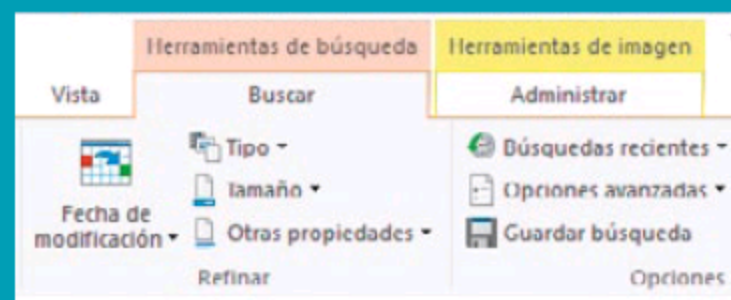 Herramientas de búsqueda
Herramientas de imagen
Vista
Buscar
Administrar
Fecha de
modificación
Tipo
Tamaño
Otras propiedades
Refinar
Búsquedas recientes
Opciones avanzadas
Guardar búsqueda
Opciones